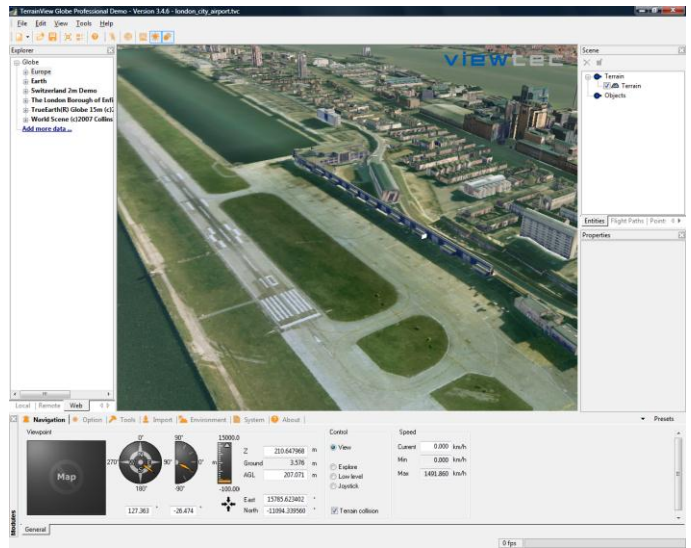 TerrainView Globe Professional Demo - Version 3.4.6 - london_city_airport.tvc
File Edit View Tools Help
Explorer
Globe
Europe
Earth
Switzerland 2m Demo
The London Borough of Enfi
TrueEarth(R) Globe 15m (c)
World Scene (c)2007 Collins
Add more data ...
Local Remote Web
viewtec
Scene
Terrain
Terrain
Objects
Entities Flight Paths Point
Properties
Navigation Option Tools Import Environment System About
Presets
Viewpoint
Map
0°
270°
90°
180°
127.363 °
90°
0°
-90°
-26.474 °
15000.0
m
-100.00
Z 210.647968 m
Ground 3.576 m
AGL 207.071 m
East 15785.623402 °
North -11094.339560 °
Control
View
Explore
Low level
Joystick
Terrain collision
Speed
Current 0.000 km/h
Min 0.000 km/h
Max 1491.860 km/h
Modules
General
0 fps